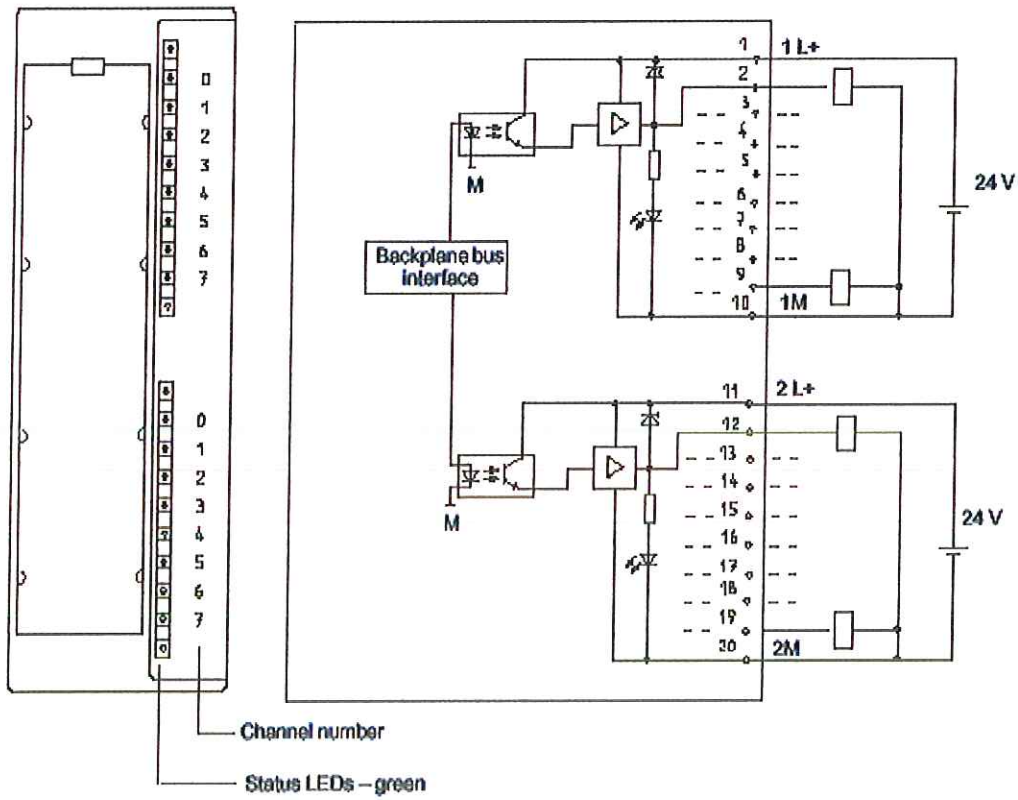 0
1
2
3
4
5
6
7
0
1
2
3
4
5
6
7
Channel number
Status LEDs – green
Backplane bus
interface
M
M
1 1 L+
2
3
4
5
6
7
8
9
10 1M
24 V
11 2 L+
12
13
14
15
16
17
18
19
20 2M
24 V